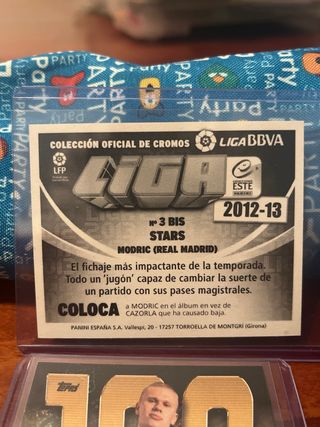 Party
PARTY
PARTY
COLECCIÓN OFICIAL DE CROMOS LIGA BBVA
LFP
LIGA
ESTE
PANINI
2012-13
Nº 3 BIS
STARS
MODRIC (REAL MADRID)
El fichaje más impactante de la temporada.
Todo un 'jugón' capaz de cambiar la suerte de
un partido con sus pases magistrales.
COLOCA a MODRIC en el álbum en vez de
CAZORLA que ha causado baja.
PANINI ESPAÑA S.A. Vallespí, 20 - 17257 TORROELLA DE MONTGRÍ (Girona)
Topps
100